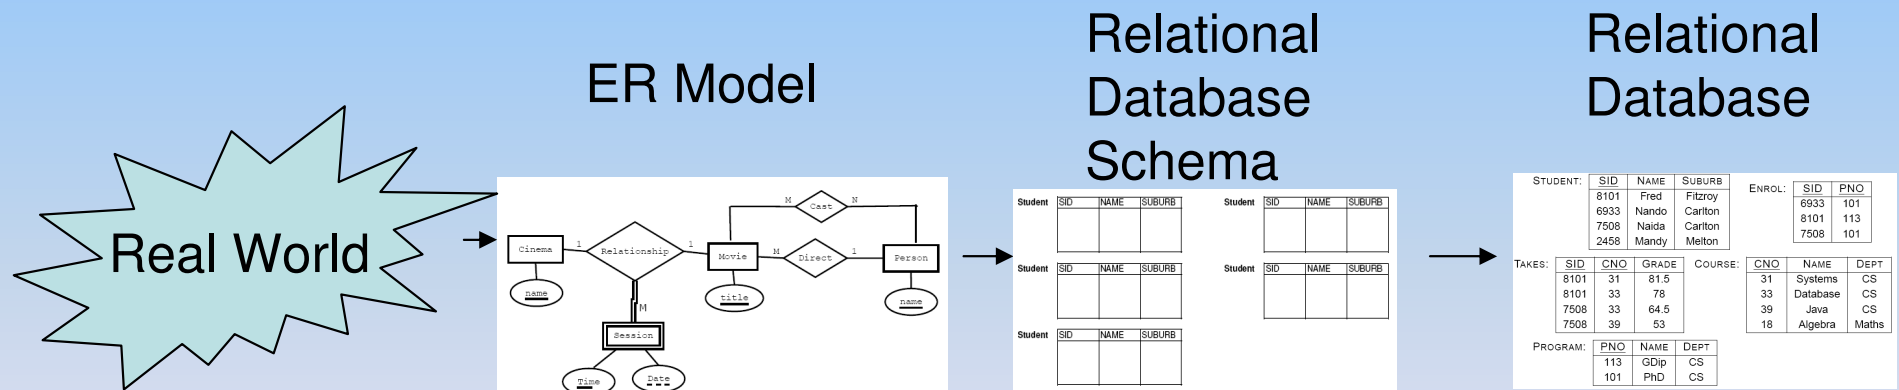 Real World
ER Model
M
Cast
N
Cinema
1
Relationship
1
Movie
M
Direct
1
Person
name
title
name
M
Session
Time
Date
Relational
Database
Schema
Student SID NAME SUBURB
Student SID NAME SUBURB
Student SID NAME SUBURB
Student SID NAME SUBURB
Student SID NAME SUBURB
Relational
Database
STUDENT: SID NAME SUBURB
8101 Fred Fitzroy
6933 Nando Carlton
7508 Naida Carlton
2458 Mandy Melton
ENROL: SID PNO
6933 101
8101 113
7508 101
TAKES: SID CNO GRADE
8101 31 81.5
8101 33 78
7508 33 64.5
7508 39 53
COURSE: CNO NAME DEPT
31 Systems CS
33 Database CS
39 Java CS
18 Algebra Maths
PROGRAM: PNO NAME DEPT
113 GDip CS
101 PhD CS